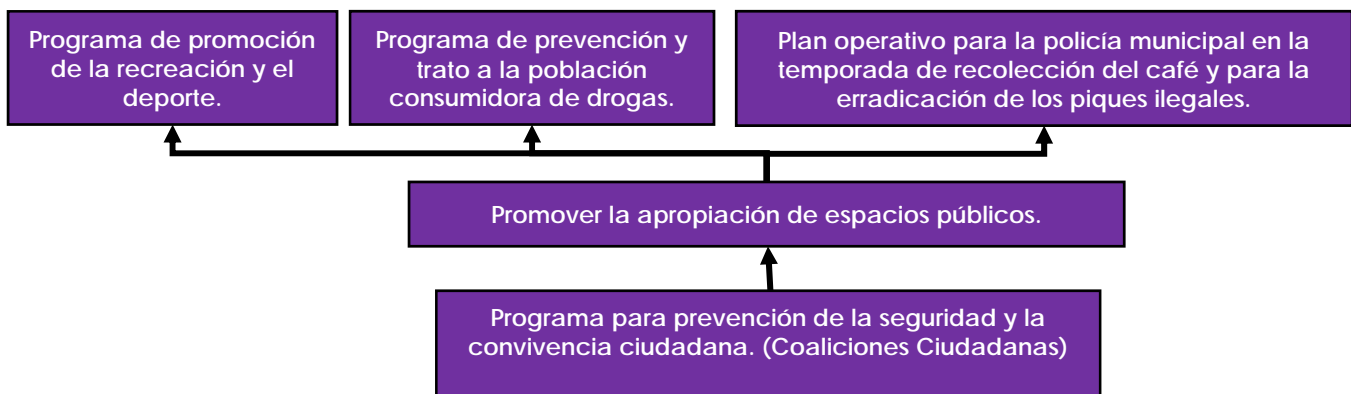 Programa de promoción
de la recreación y el
deporte.
Programa de prevención y
trato a la población
consumidora de drogas.
Plan operativo para la policía municipal en la
temporada de recolección del café y para la
erradicación de los piques ilegales.
Promover la apropiación de espacios públicos.
Programa para prevención de la seguridad y la
convivencia ciudadana. (Coaliciones Ciudadanas)